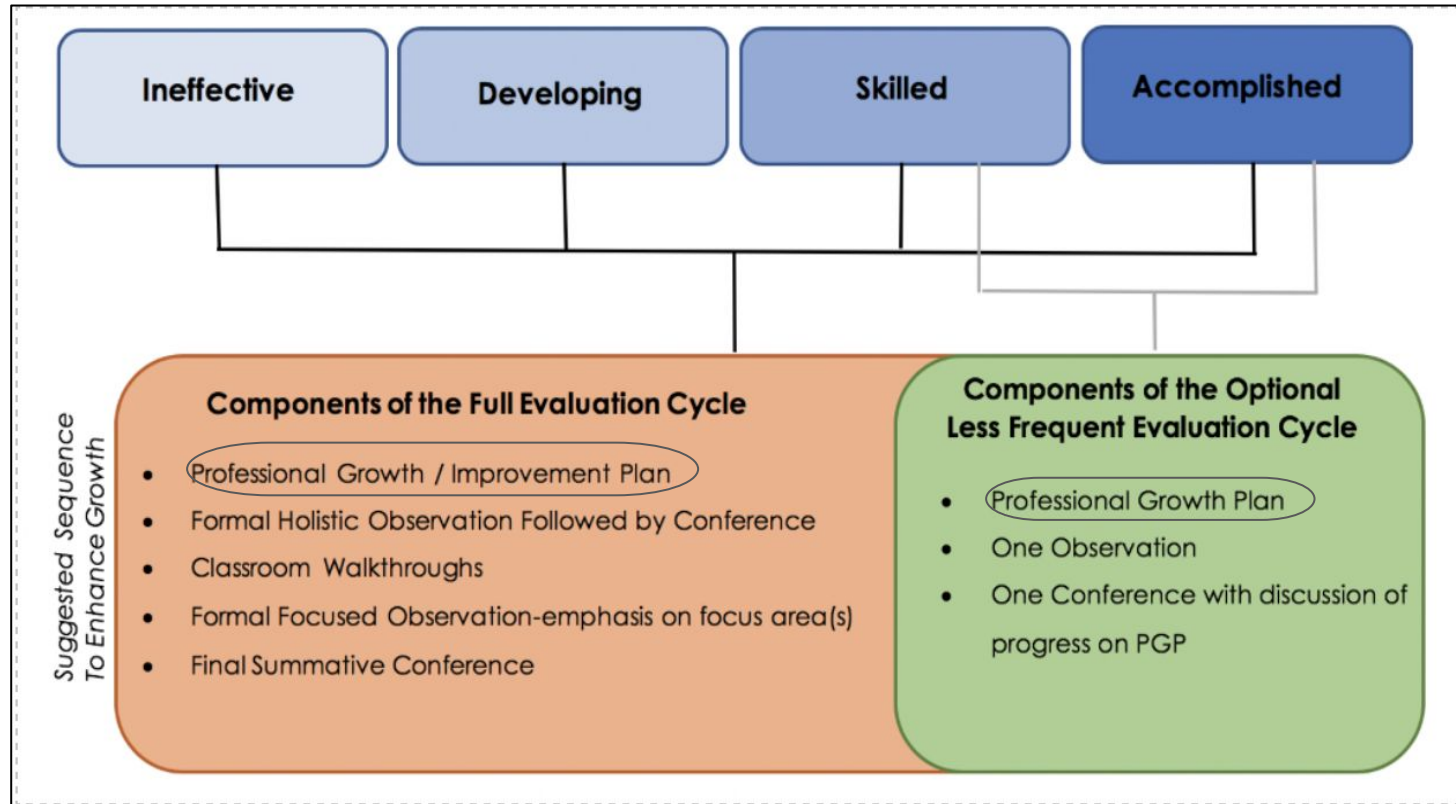 Ineffective
Developing
Skilled
Accomplished
Suggested Sequence
To Enhance Growth
Components of the Full Evaluation Cycle
• Professional Growth / Improvement Plan
• Formal Holistic Observation Followed by Conference
• Classroom Walkthroughs
• Formal Focused Observation-emphasis on focus area(s)
• Final Summative Conference
Components of the Optional
Less Frequent Evaluation Cycle
• Professional Growth Plan
• One Observation
• One Conference with discussion of
progress on PGP